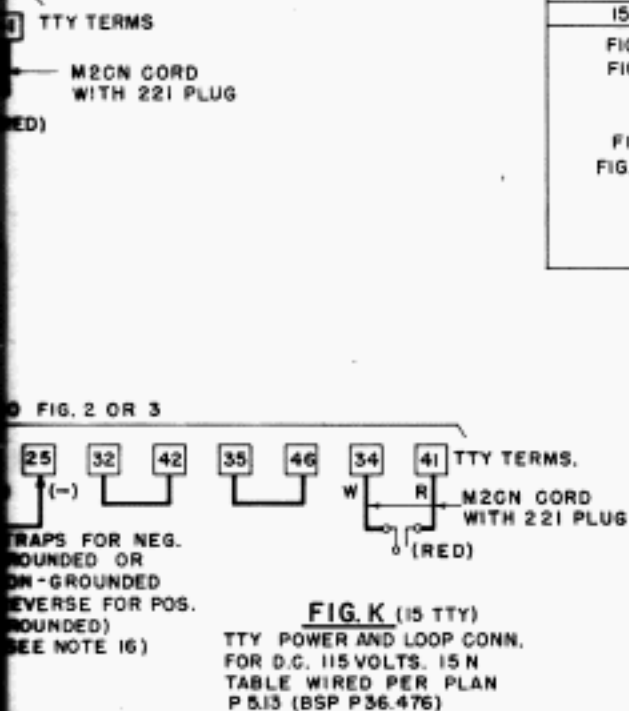 TTY TERMS
M2CN CORD
WITH 221 PLUG
15
FIG. 2 OR 3
25 32 42 35 46 34 41 TTY TERMS.
(-)
W R
M2CN CORD
WITH 221 PLUG
(RED)
TRAPS FOR NEG.
ROUNDED OR
ON-GROUNDED
EVERSE FOR POS.
ROUNDED)
SEE NOTE 16)
FIG. K (15 TTY)
TTY POWER AND LOOP CONN.
FOR D.C. 115 VOLTS. 15 N
TABLE WIRED PER PLAN
P 5.13 (BSP P36.476)